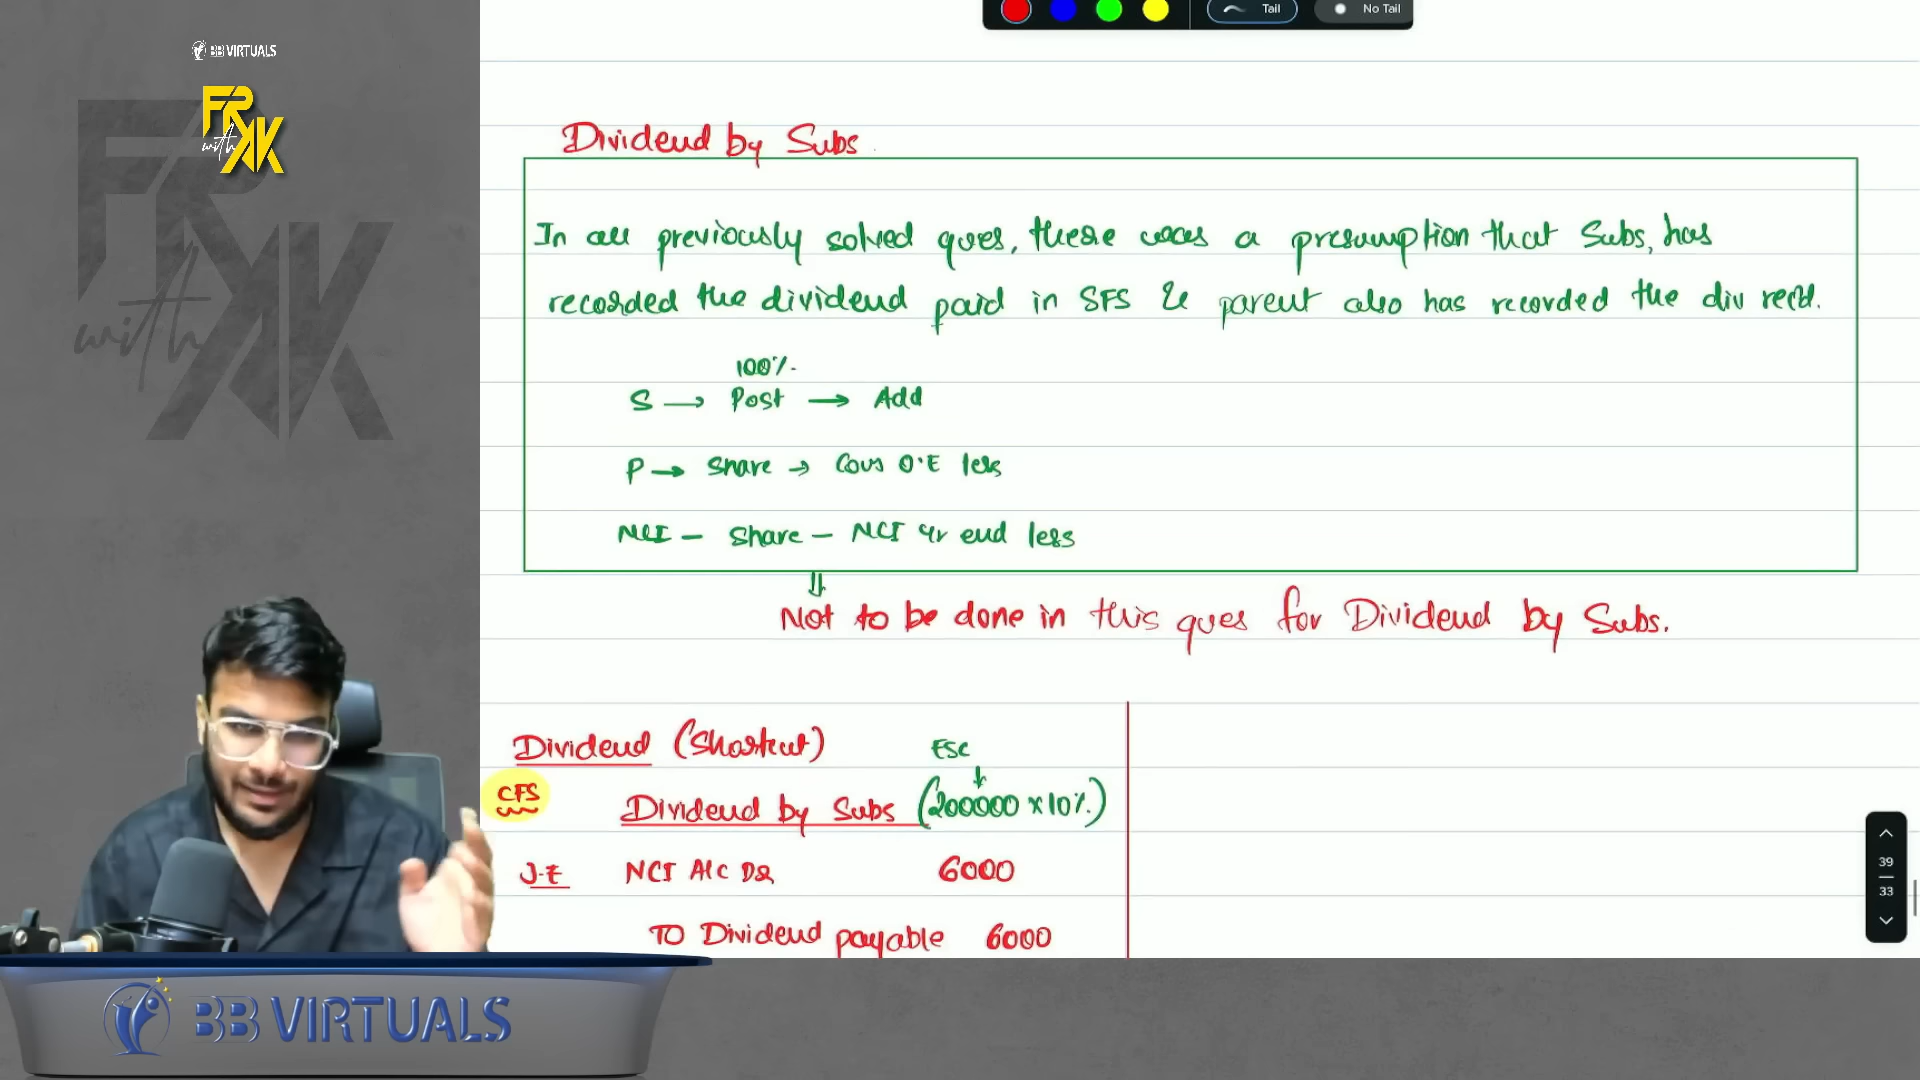 Tail
No Tail
BB VIRTUALS
FR
with
AK
Dividend by Subs
In all previously solved ques, there was a presumption that Subs, has
recorded the dividend paid in SFS & parent also has recorded the div recd.
100%
S → Post → Add
P → Share → Cons O.E less
NCI - Share - NCI Yr end less
Not to be done in this ques for Dividend by Subs.
Dividend (Shortcut)
ESC
CFS
Dividend by Subs (200000 x 10%)
J.E NCI A/C Dr 6000
TO Dividend payable 6000
39
33
BB VIRTUALS